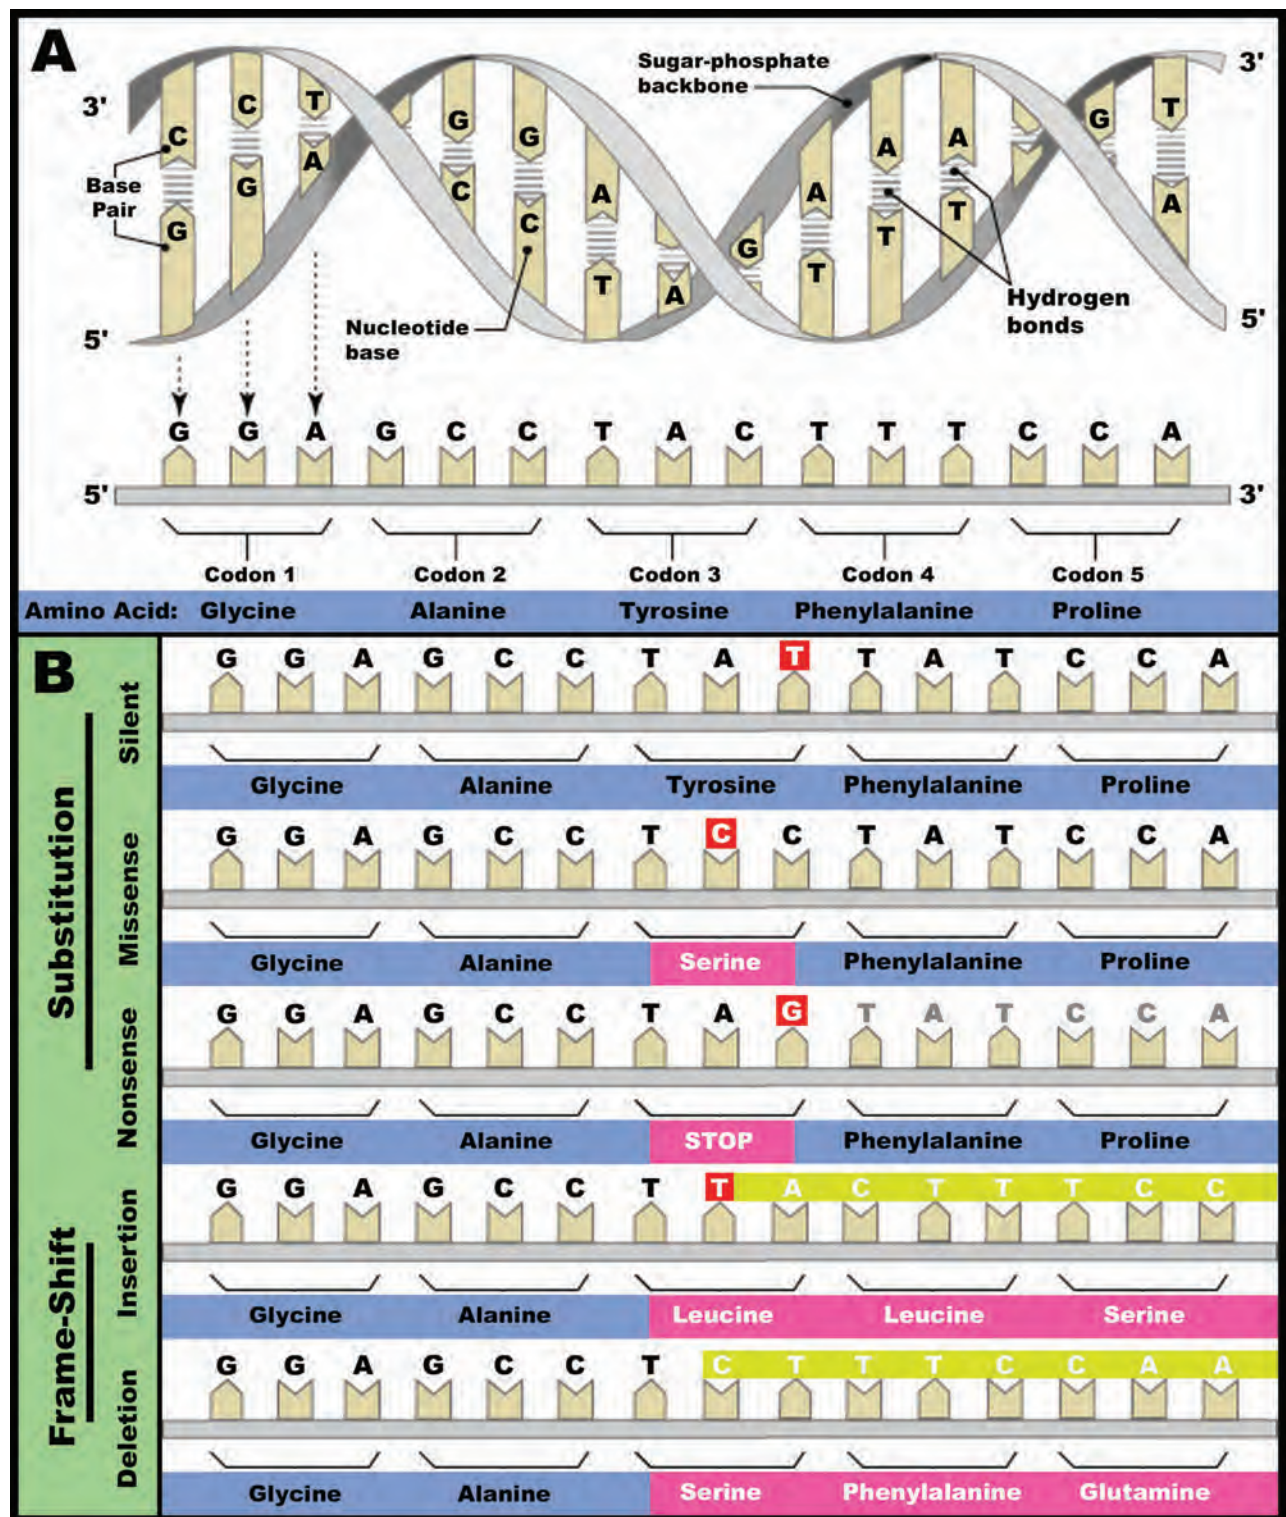 A
Sugar-phosphate
backbone
3'
3'
C C T G G A A G T
A A T
G G A C C T A G T T T A
Base
Pair
Nucleotide
base
Hydrogen
bonds
5'
5'
G G A G C C T A C T T T C C A
5' 3'
Codon 1 Codon 2 Codon 3 Codon 4 Codon 5
Amino Acid: Glycine Alanine Tyrosine Phenylalanine Proline
B
Substitution
Silent
G G A G C C T A T T A T C C A
Glycine Alanine Tyrosine Phenylalanine Proline
Missense
G G A G C C T C C T A T C C A
Glycine Alanine Serine Phenylalanine Proline
Nonsense
G G A G C C T A G T A T C C A
Glycine Alanine STOP Phenylalanine Proline
Frame-Shift
Insertion
G G A G C C T T A C T T T C C
Glycine Alanine Leucine Leucine Serine
Deletion
G G A G C C T C T T T C C A A
Glycine Alanine Serine Phenylalanine Glutamine